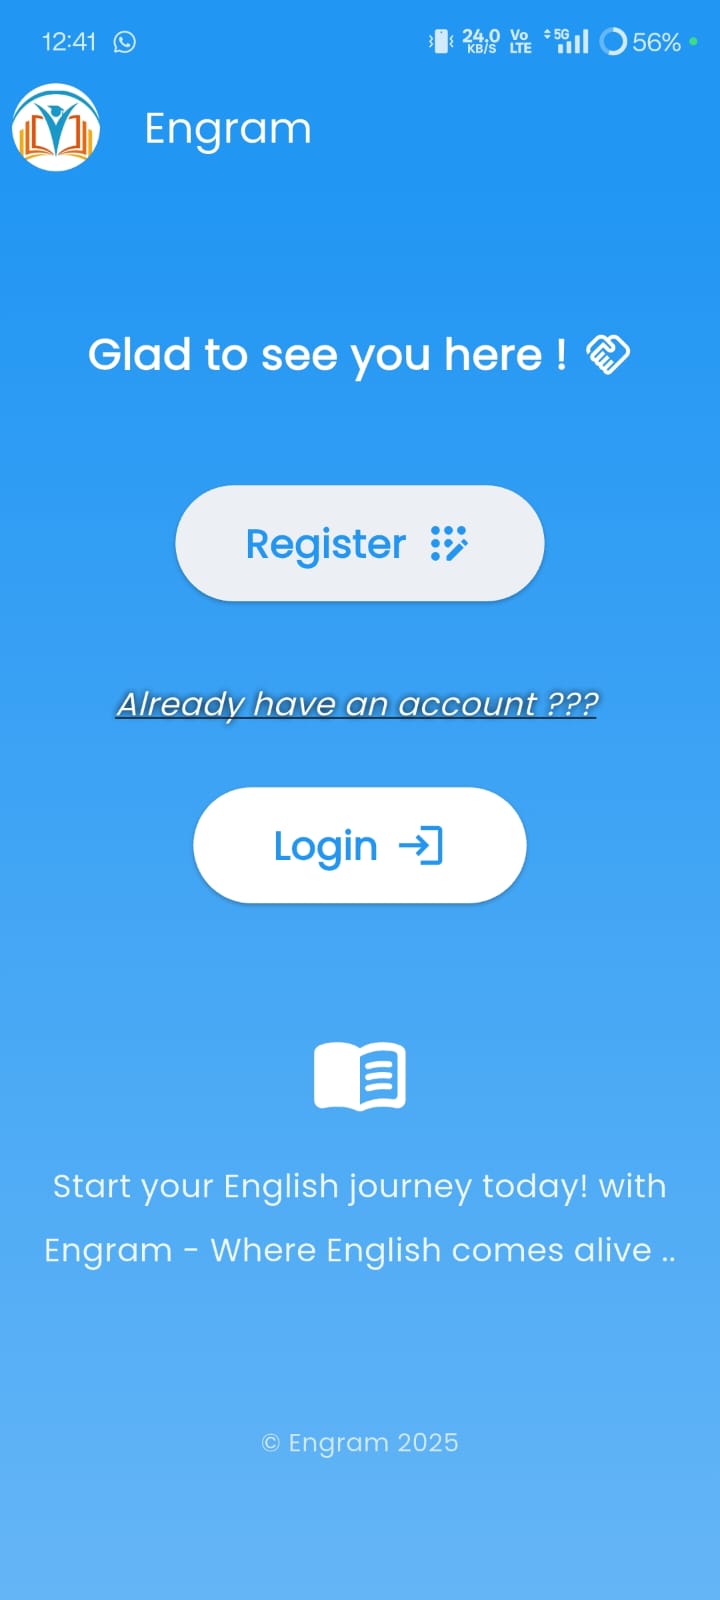 12:41
24.0 KB/S Vo LTE 5G 56%
Engram
Glad to see you here !
Register
Already have an account ???
Login
Start your English journey today! with
Engram - Where English comes alive ..
© Engram 2025